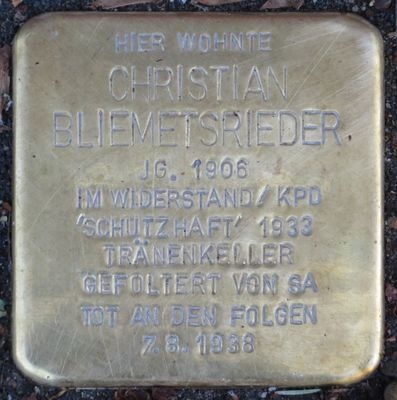 HIER WOHNTE
CHRISTIAN
BLIEMETSRIEDER
JG. 1906
IM WIDERSTAND / KPD
'SCHUTZHAFT' 1933
TRÄNENKELLER
GEFOLTERT VON SA
TOT AN DEN FOLGEN
7.8.1938